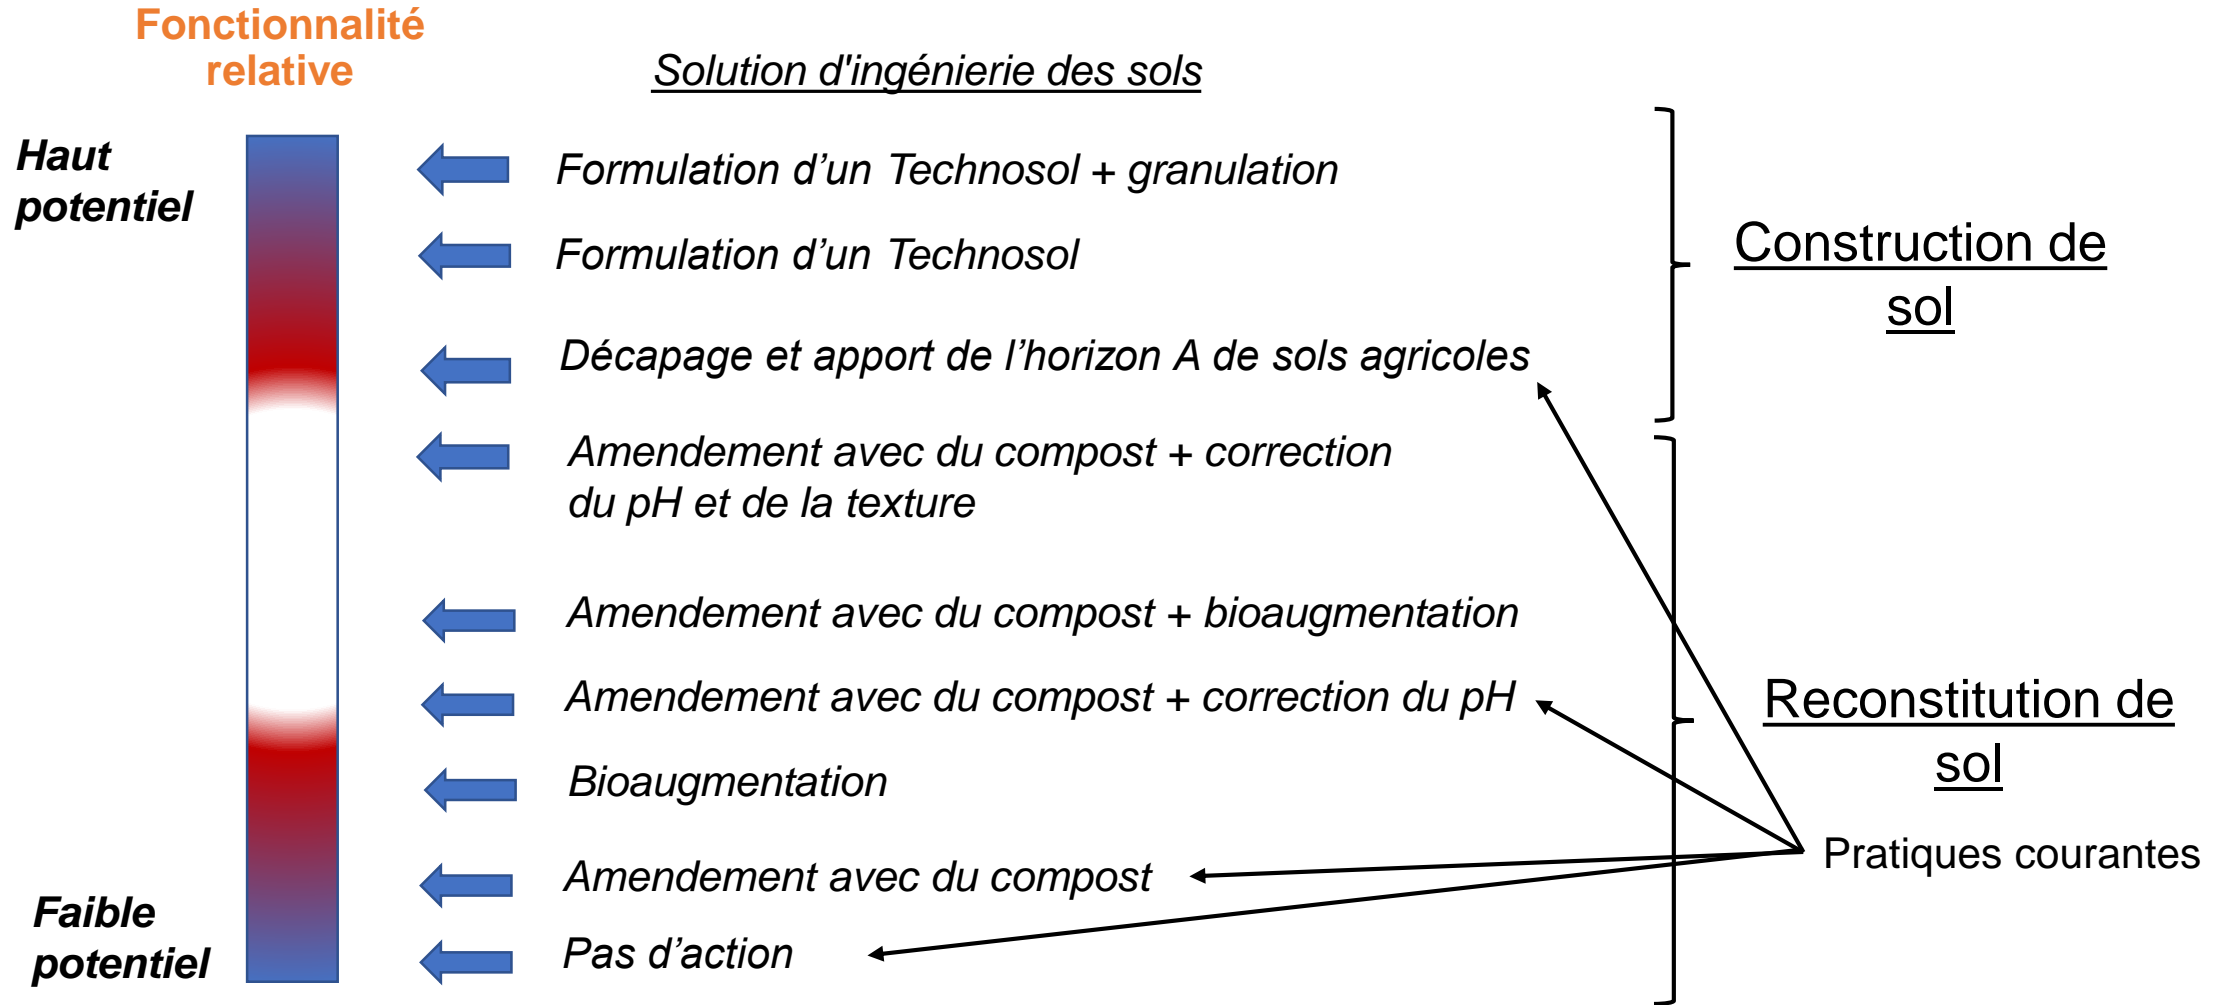 Fonctionnalité
relative
Solution d'ingénierie des sols
Haut
potentiel
Formulation d’un Technosol + granulation
Formulation d’un Technosol
Décapage et apport de l’horizon A de sols agricoles
Construction de
sol
Amendement avec du compost + correction
du pH et de la texture
Amendement avec du compost + bioaugmentation
Amendement avec du compost + correction du pH
Bioaugmentation
Reconstitution de
sol
Amendement avec du compost
Pratiques courantes
Faible
potentiel
Pas d’action